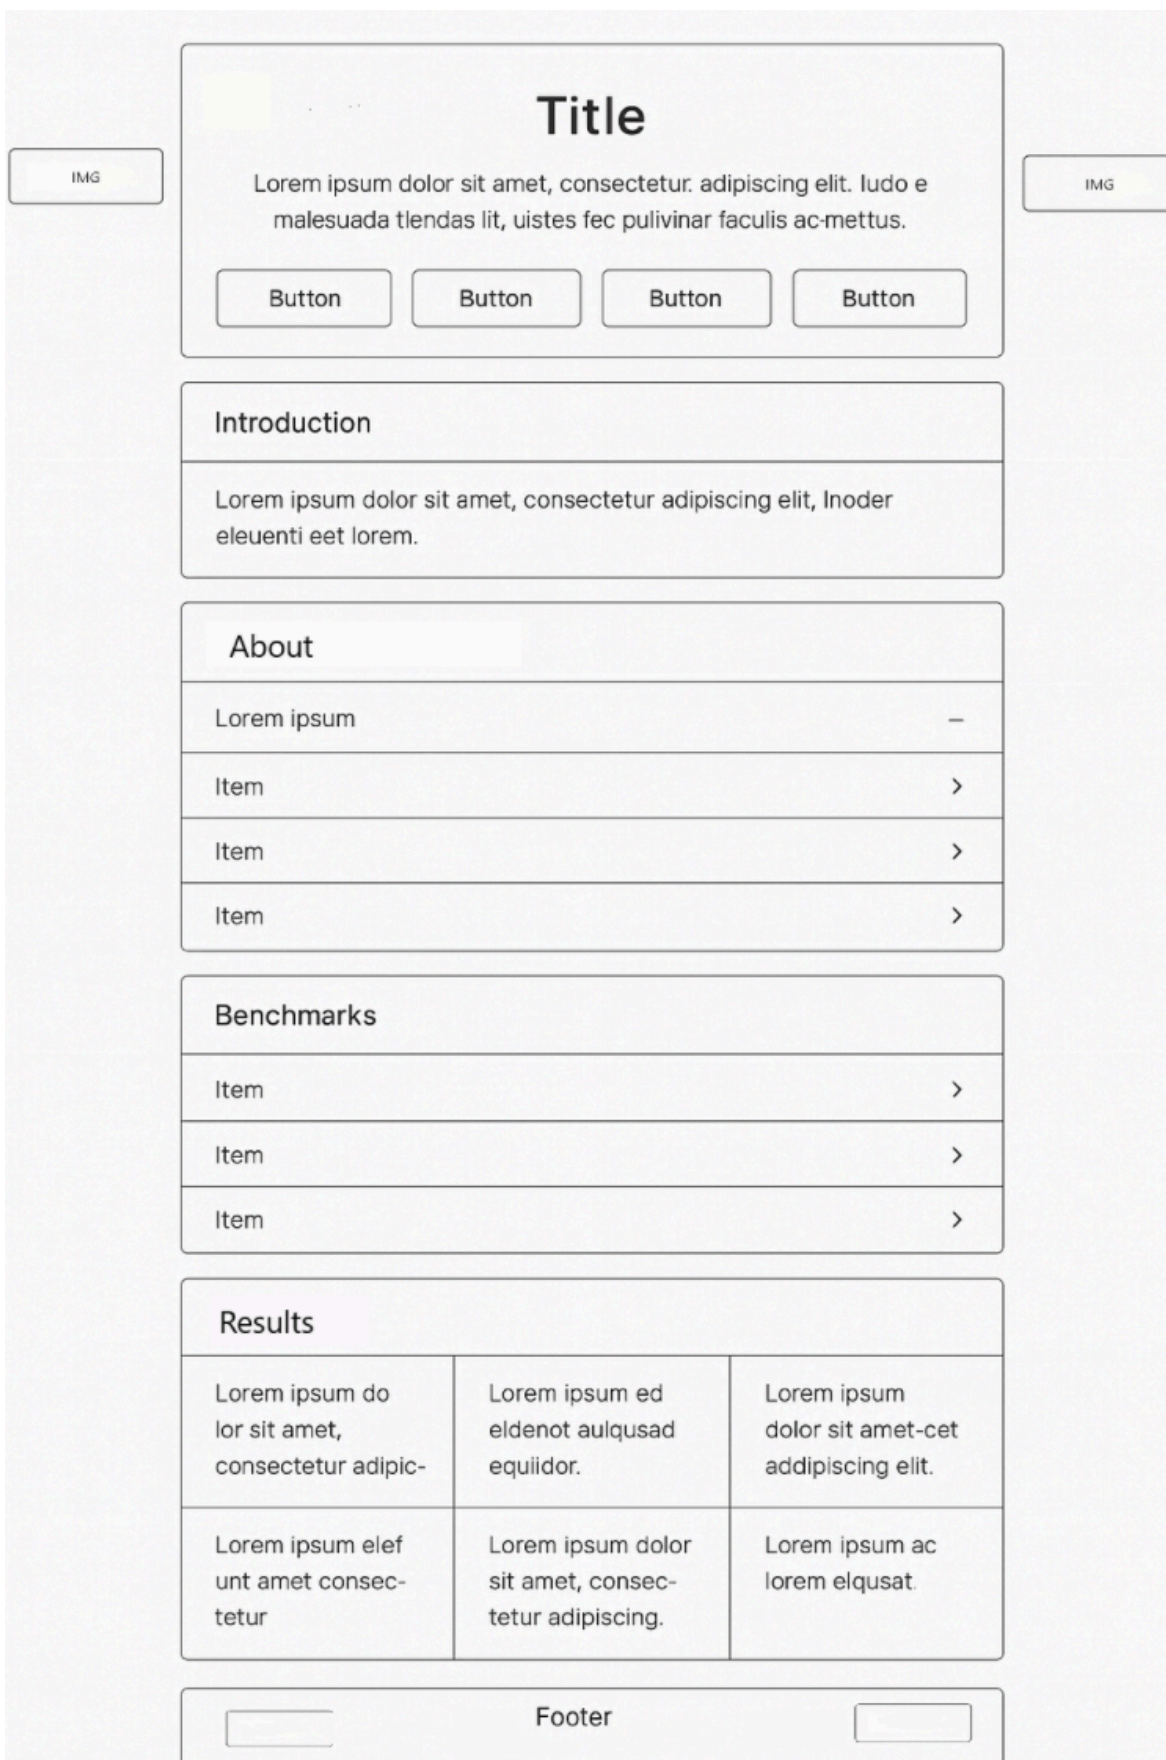 Title
IMG
IMG
Lorem ipsum dolor sit amet, consectetur. adipiscing elit. Iudo e
malesuada tlendas lit, uistes fec pulivinar faculis ac-mettus.
Button Button Button Button
Introduction
Lorem ipsum dolor sit amet, consectetur adipiscing elit, Inoder
eleuenti eet lorem.
About
Lorem ipsum
Item
Item
Item
Benchmarks
Item
Item
Item
Results
Lorem ipsum do
lor sit amet,
consectetur adipic-
Lorem ipsum ed
eldenot aulqusad
equiidor.
Lorem ipsum
dolor sit amet-cet
addipiscing elit.
Lorem ipsum elef
unt amet consec-
tetur
Lorem ipsum dolor
sit amet, consec-
tetur adipiscing.
Lorem ipsum ac
lorem elqusat.
Footer